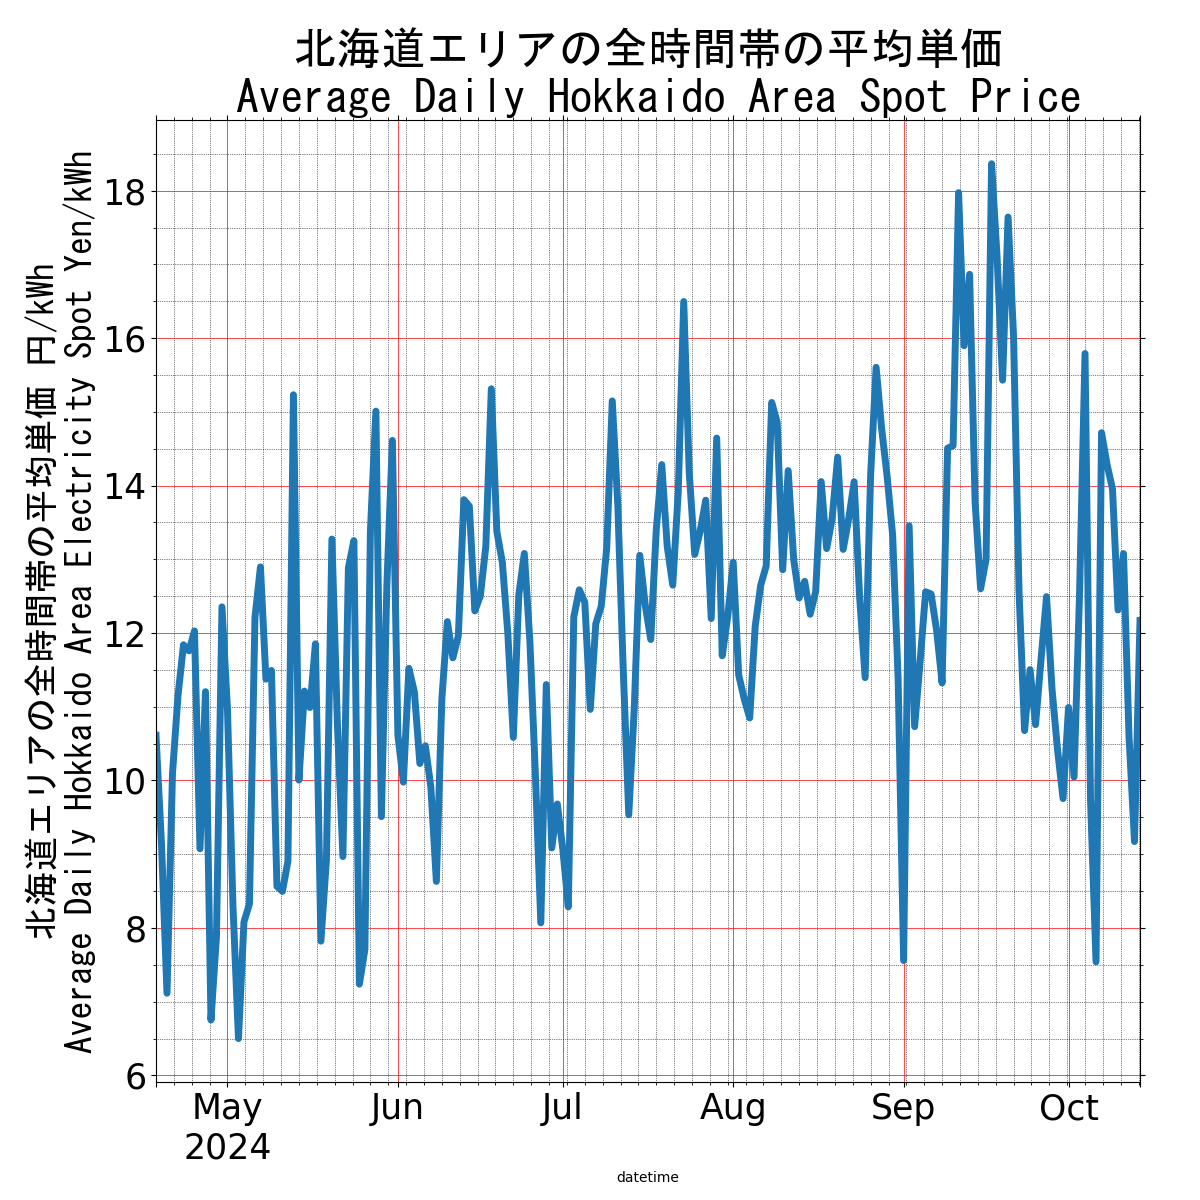 北海道エリアの全時間帯の平均単価
Average Daily Hokkaido Area Spot Price
北海道エリアの全時間帯の平均単価 円/kWh
Average Daily Hokkaido Area Electricity Spot Yen/kWh
18
16
14
12
10
8
6
May Jun Jul Aug Sep Oct
2024
datetime